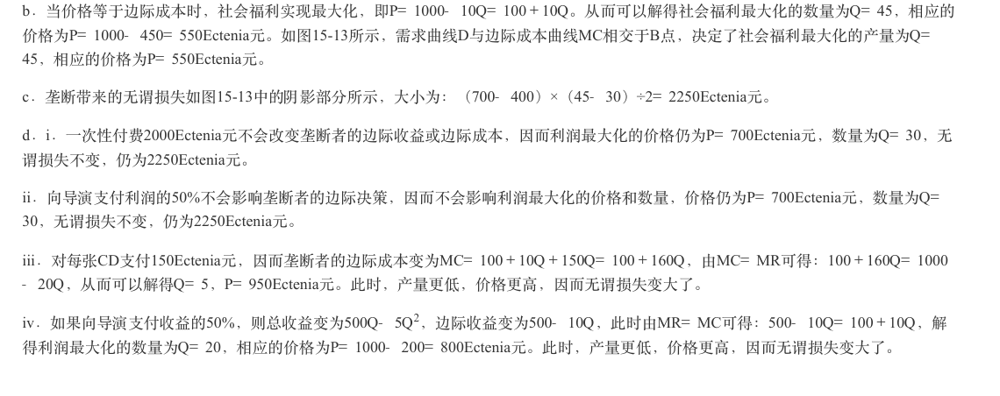 b．当价格等于边际成本时，社会福利实现最大化，即P= 1000- 10Q= 100＋10Q。从而可以解得社会福利最大化的数量为Q= 45，相应的
价格为P= 1000- 450= 550Ectenia元。如图15-13所示，需求曲线D与边际成本曲线MC相交于B点，决定了社会福利最大化的产量为Q=
45，相应的价格为P= 550Ectenia元。
c．垄断带来的无谓损失如图15-13中的阴影部分所示，大小为：（700- 400）×（45- 30）÷2= 2250Ectenia元。
d．i．一次性付费2000Ectenia元不会改变垄断者的边际收益或边际成本，因而利润最大化的价格仍为P= 700Ectenia元，数量为Q= 30，无
谓损失不变，仍为2250Ectenia元。
ii．向导演支付利润的50%不会影响垄断者的边际决策，因而不会影响利润最大化的价格和数量，价格仍为P= 700Ectenia元，数量为Q=
30，无谓损失不变，仍为2250Ectenia元。
iii．对每张CD支付150Ectenia元，因而垄断者的边际成本变为MC= 100＋10Q＋150Q= 100＋160Q，由MC= MR可得：100＋160Q= 1000
- 20Q，从而可以解得Q= 5，P= 950Ectenia元。此时，产量更低，价格更高，因而无谓损失变大了。
iv．如果向导演支付收益的50%，则总收益变为500Q- 5Q²，边际收益变为500- 10Q，此时由MR= MC可得：500- 10Q= 100＋10Q，解
得利润最大化的数量为Q= 20，相应的价格为P= 1000- 200= 800Ectenia元。此时，产量更低，价格更高，因而无谓损失变大了。